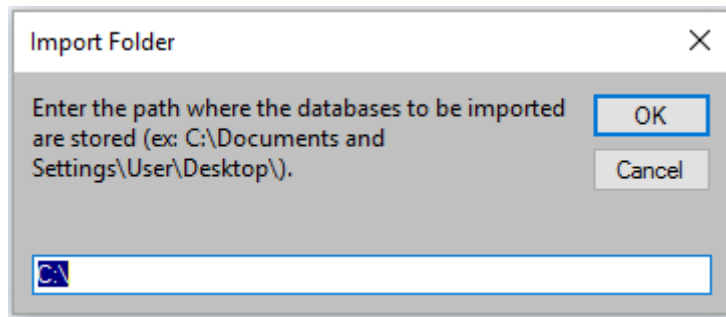 Import Folder
Enter the path where the databases to be imported
are stored (ex: C:\Documents and
Settings\User\Desktop\).
OK
Cancel
C:\